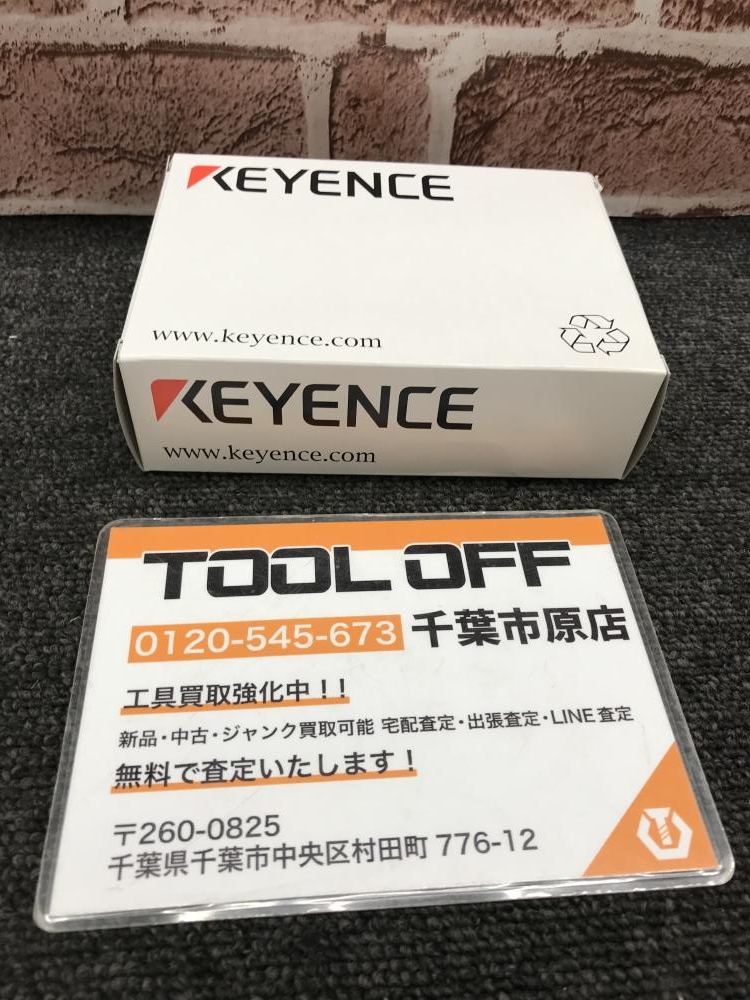 KEYENCE
www.keyence.com
KEYENCE
www.keyence.com
TOOL OFF
0120-545-673 千葉市原店
工具買取強化中！！
新品・中古・ジャンク買取可能 宅配査定・出張査定・LINE査定
無料で査定いたします！
〒260-0825
千葉県千葉市中央区村田町 776-12